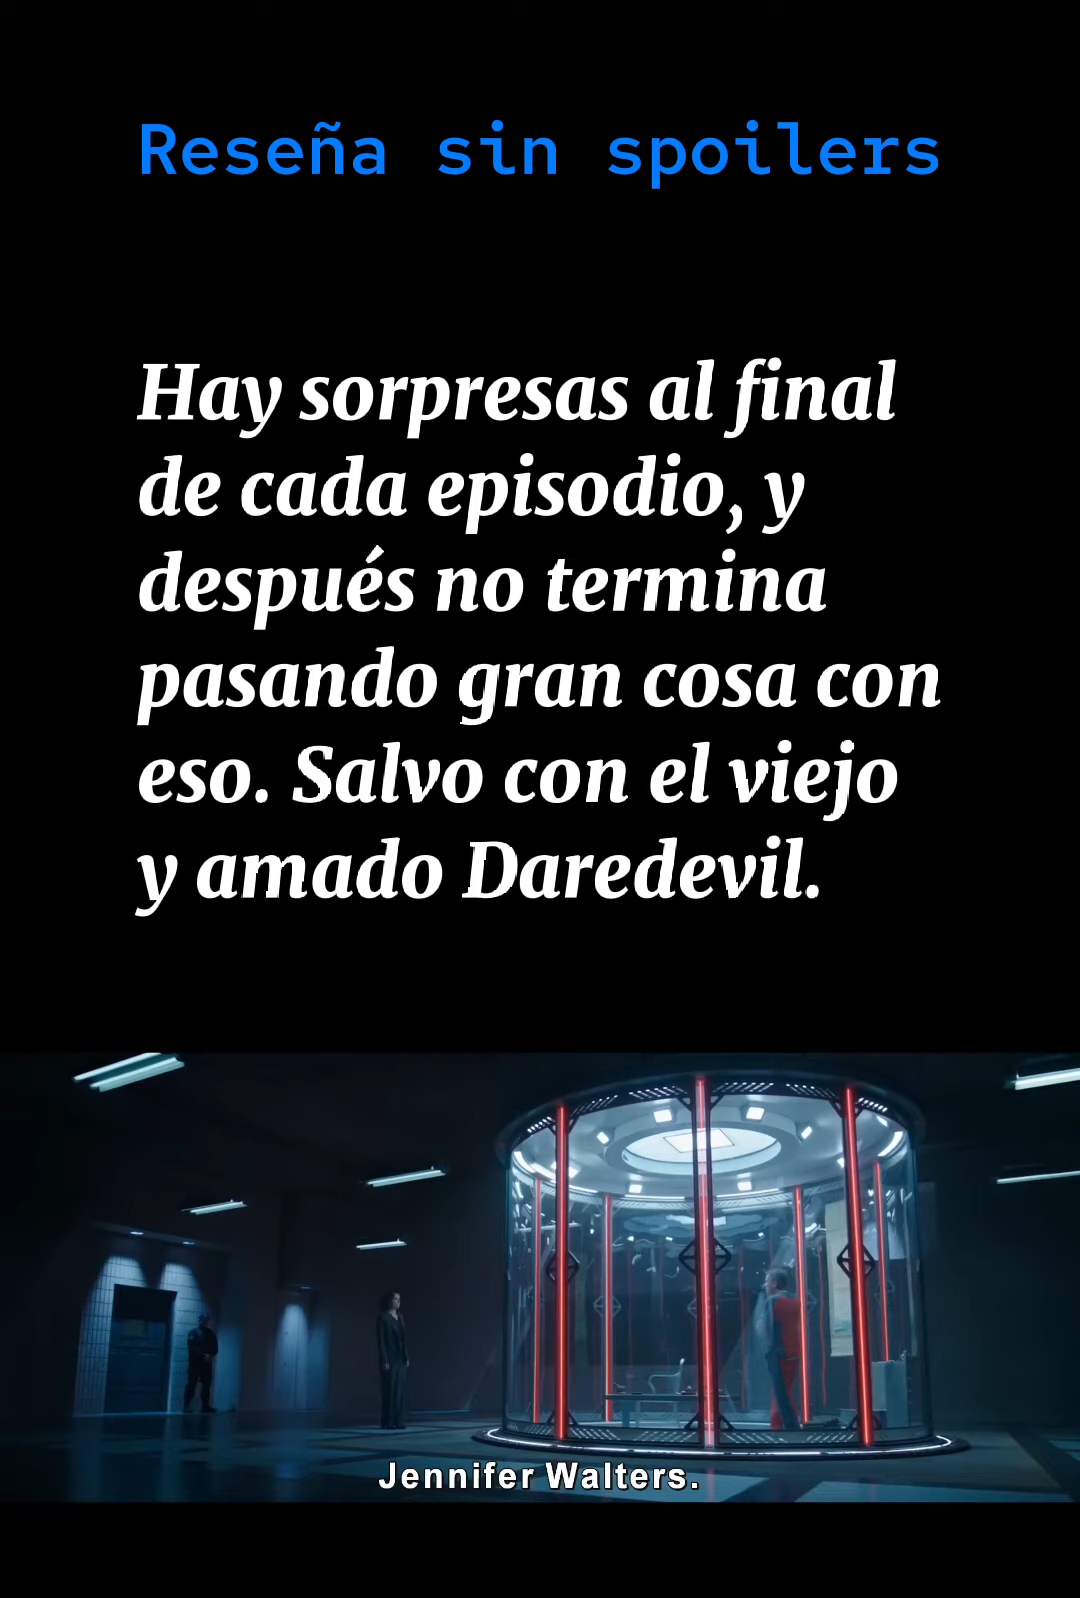 Reseña sin spoilers
Hay sorpresas al final
de cada episodio, y
después no termina
pasando gran cosa con
eso. Salvo con el viejo
y amado Daredevil.
Jennifer Walters.